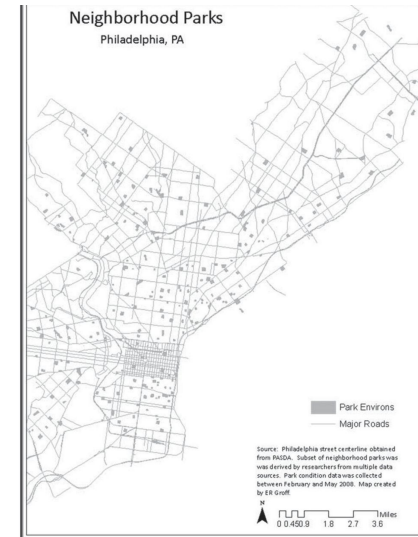 Neighborhood Parks
Philadelphia, PA
Park Environs
Major Roads
Source: Philadelphia street centerline obtained
from PASDA. Subset of neighborhood parks was
was derived by researchers from multiple data
sources. Park condition data was collected
between February and May 2008. Map created
by ER Groff
N
Miles
0 0.450.9 1.8 2.7 3.6